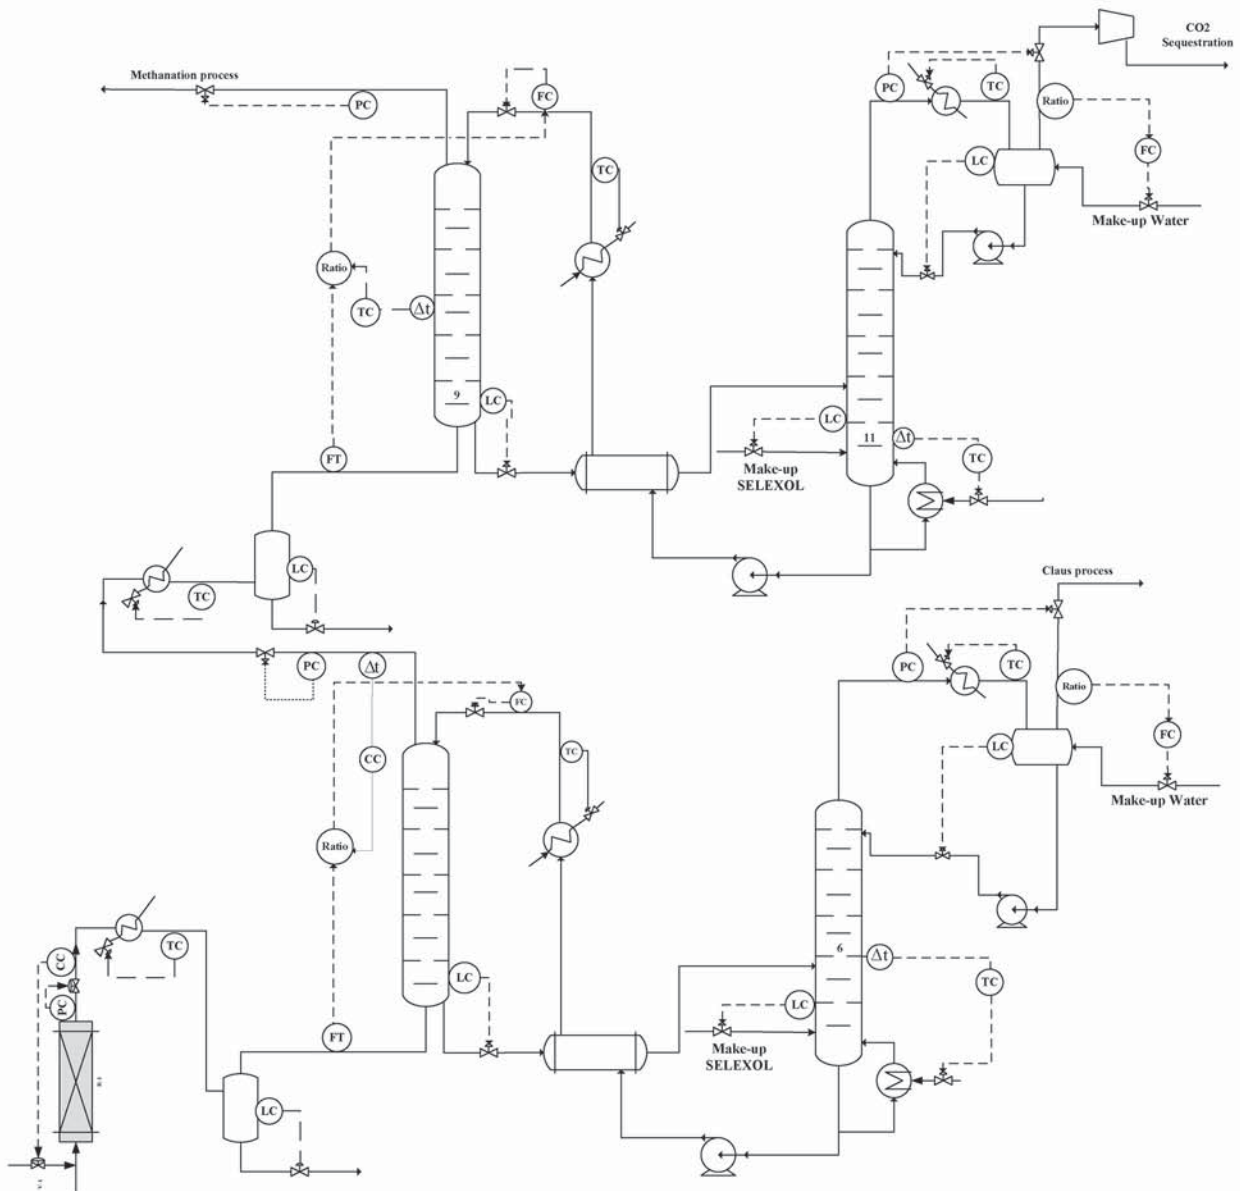 CO2
Sequestration
Methanation process
PC
FC
PC
TC
Ratio
FC
TC
LC
Make-up Water
Ratio
TC
Δt
9
LC
LC
11
Δt
TC
FT
Make-up
SELEXOL
LC
TC
Claus process
PC
Δt
FC
PC
TC
Ratio
FC
TC
LC
CC
Make-up Water
Ratio
6
Δt
TC
CC
TC
LC
PC
LC
FT
Make-up
SELEXOL
LC